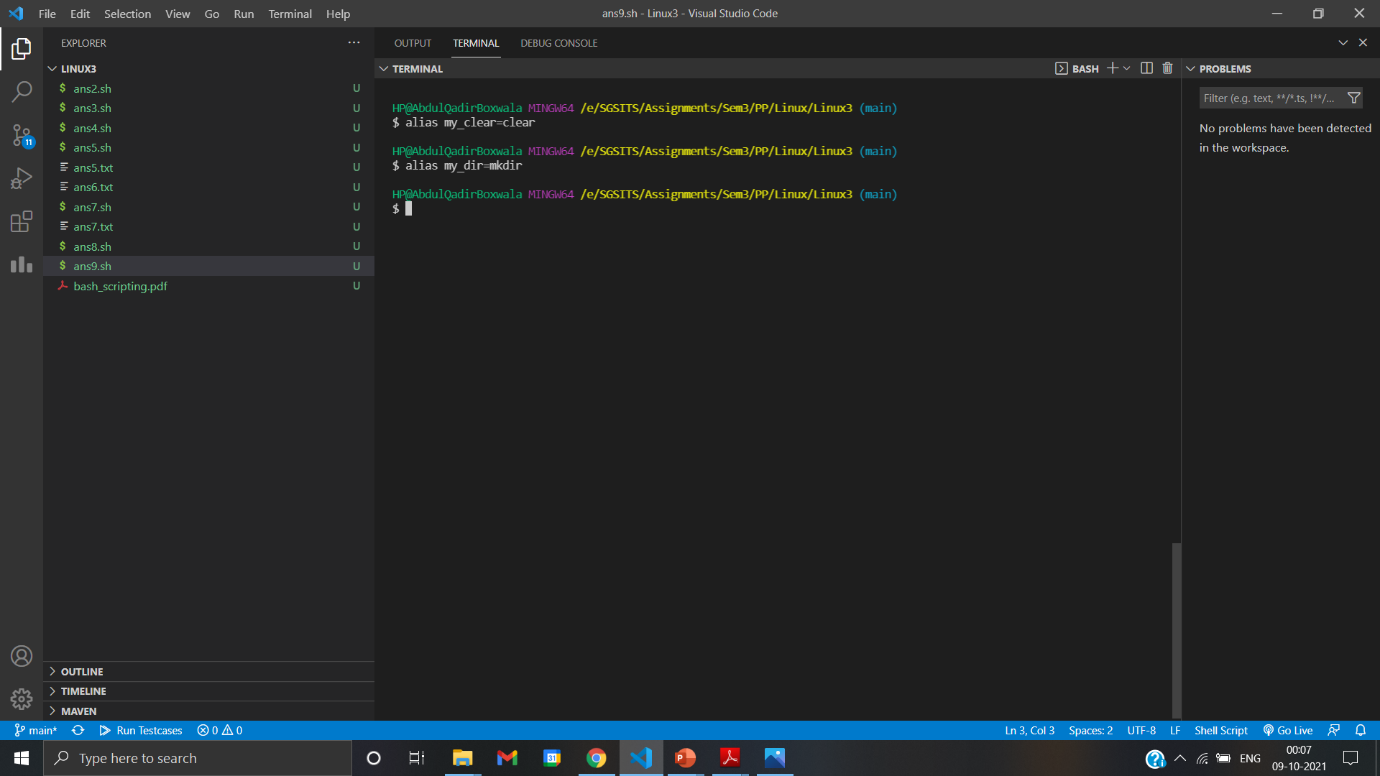 File Edit Selection View Go Run Terminal Help
ans9.sh - Linux3 - Visual Studio Code
EXPLORER
LINUX3
$ ans2.sh U
$ ans3.sh U
$ ans4.sh U
$ ans5.sh U
ans5.txt U
ans6.txt U
$ ans7.sh U
ans7.txt U
$ ans8.sh U
$ ans9.sh U
bash_scripting.pdf U
11
OUTLINE
TIMELINE
MAVEN
OUTPUT TERMINAL DEBUG CONSOLE
TERMINAL
BASH
HP@AbdulQadirBoxwala MINGW64 /e/SGSITS/Assignments/Sem3/PP/Linux/Linux3 (main)
$ alias my_clear=clear
HP@AbdulQadirBoxwala MINGW64 /e/SGSITS/Assignments/Sem3/PP/Linux/Linux3 (main)
$ alias my_dir=mkdir
HP@AbdulQadirBoxwala MINGW64 /e/SGSITS/Assignments/Sem3/PP/Linux/Linux3 (main)
$
PROBLEMS
Filter (e.g. text, **/*.ts, !**/...
No problems have been detected
in the workspace.
main* Run Testcases 0 0
Ln 3, Col 3 Spaces: 2 UTF-8 LF Shell Script Go Live
Type here to search
31
ENG
00:07
09-10-2021